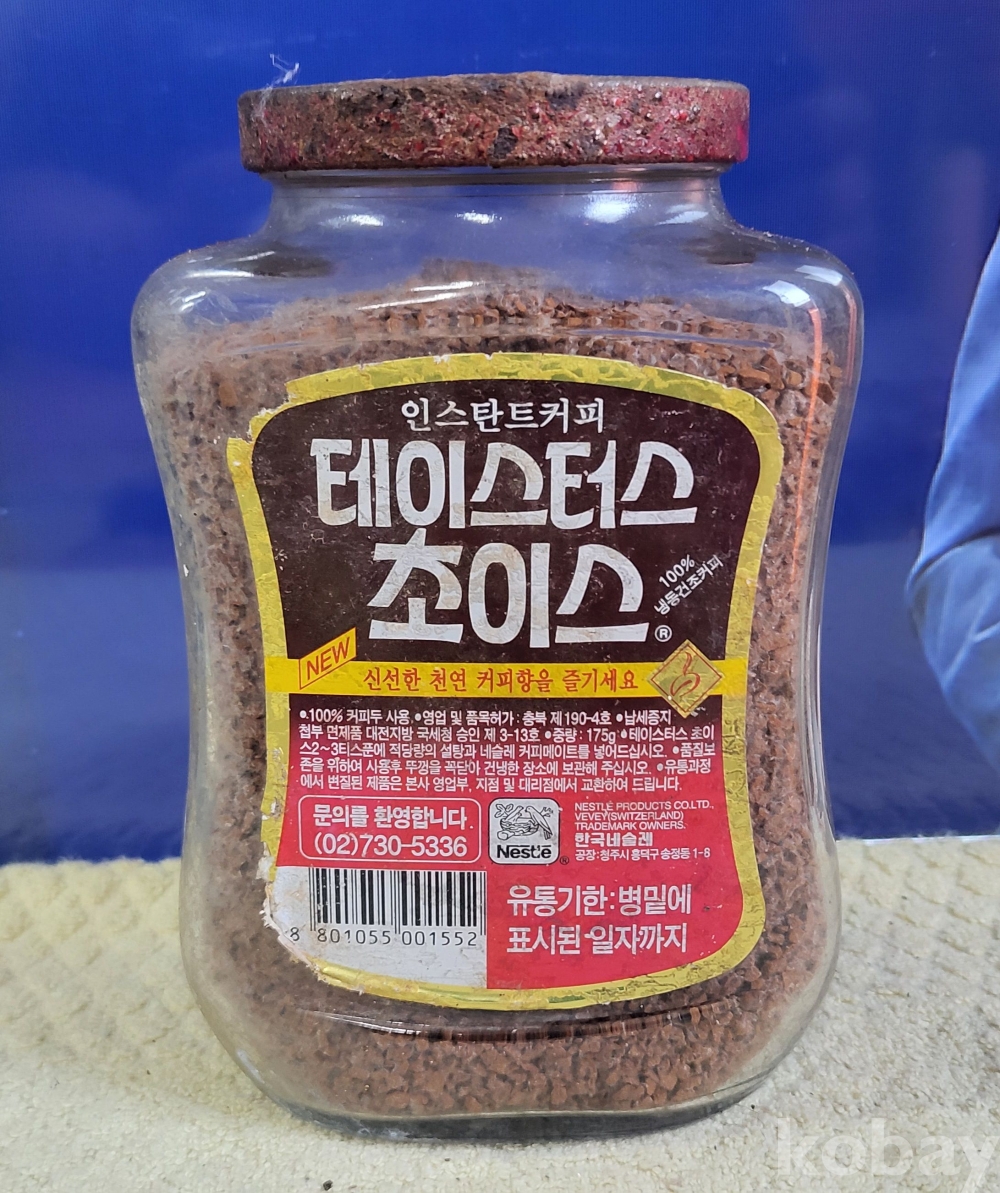 인스탄트커피
테이스터스
초이스
®
100%
냉동건조커피
NEW
신선한 천연 커피향을 즐기세요
•100% 커피두 사용 •영업 및 품목허가 : 충북 제 190-4호 •납세증지
첩부 면제품 대전지방 국세청 승인 제 3-13호 •중량 : 175g •테이스터스 초이
스2~3티스푼에 적당량의 설탕과 네슬레 커피메이트를 넣어드십시오. •품질보
존을 위하여 사용후 뚜껑을 꼭닫아 건냉한 장소에 보관해 주십시오. •유통과정
에서 변질된 제품은 본사 영업부, 지점 및 대리점에서 교환하여 드립니다.
문의를 환영합니다
(02)730-5336
Nestle ®
NESTLÉ PRODUCTS CO.LTD.,
VEVEY(SWITZERLAND)
TRADEMARK OWNERS.
한국네슬레
공장:청주시 흥덕구 송정동 1-8
8 801055 001552
유통기한:병밑에
표시된 일자까지
kobay